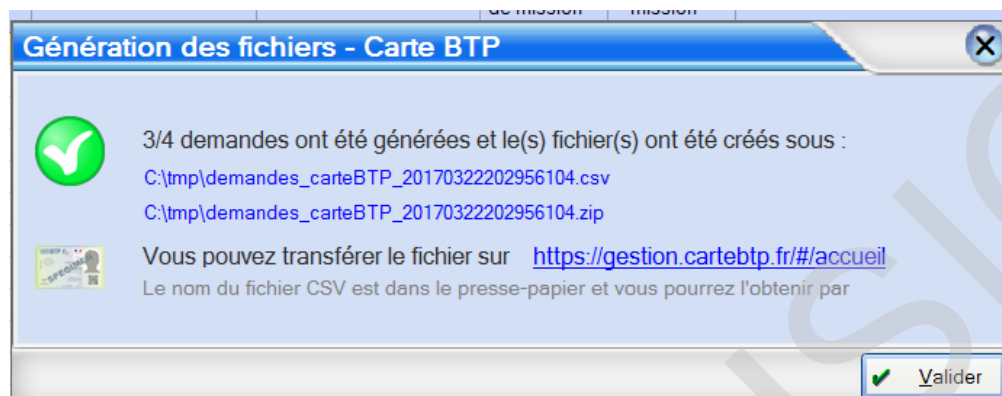 de mission mission
Génération des fichiers - Carte BTP
3/4 demandes ont été générées et le(s) fichier(s) ont été créés sous :
C:\tmp\demandes_carteBTP_20170322202956104.csv
C:\tmp\demandes_carteBTP_20170322202956104.zip
Vous pouvez transférer le fichier sur https://gestion.cartebtp.fr/#/accueil
SPECIMEN
Le nom du fichier CSV est dans le presse-papier et vous pourrez l'obtenir par
Valider